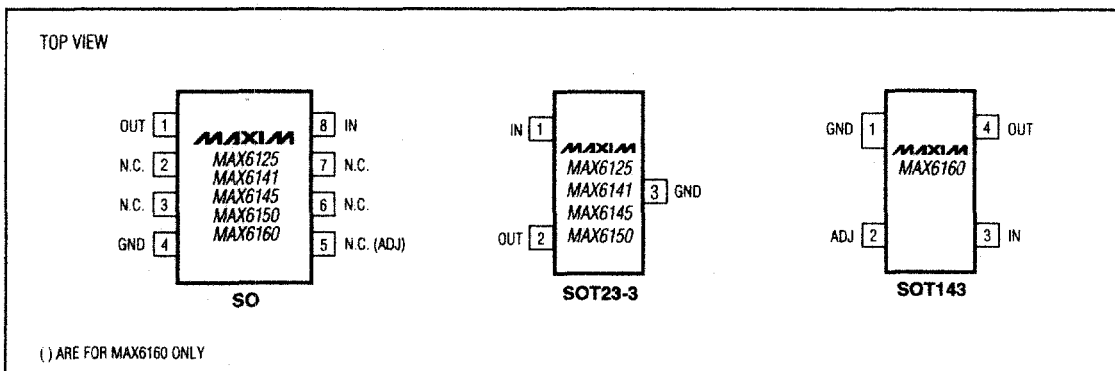 TOP VIEW
OUT 1
N.C. 2
N.C. 3
GND 4
MAXIM
MAX6125
MAX6141
MAX6145
MAX6150
MAX6160
8 IN
7 N.C.
6 N.C.
5 N.C. (ADJ)
SO
IN 1
OUT 2
MAXIM
MAX6125
MAX6141
MAX6145
MAX6150
3 GND
SOT23-3
GND 1
ADJ 2
MAXIM
MAX6160
4 OUT
3 IN
SOT143
( ) ARE FOR MAX6160 ONLY